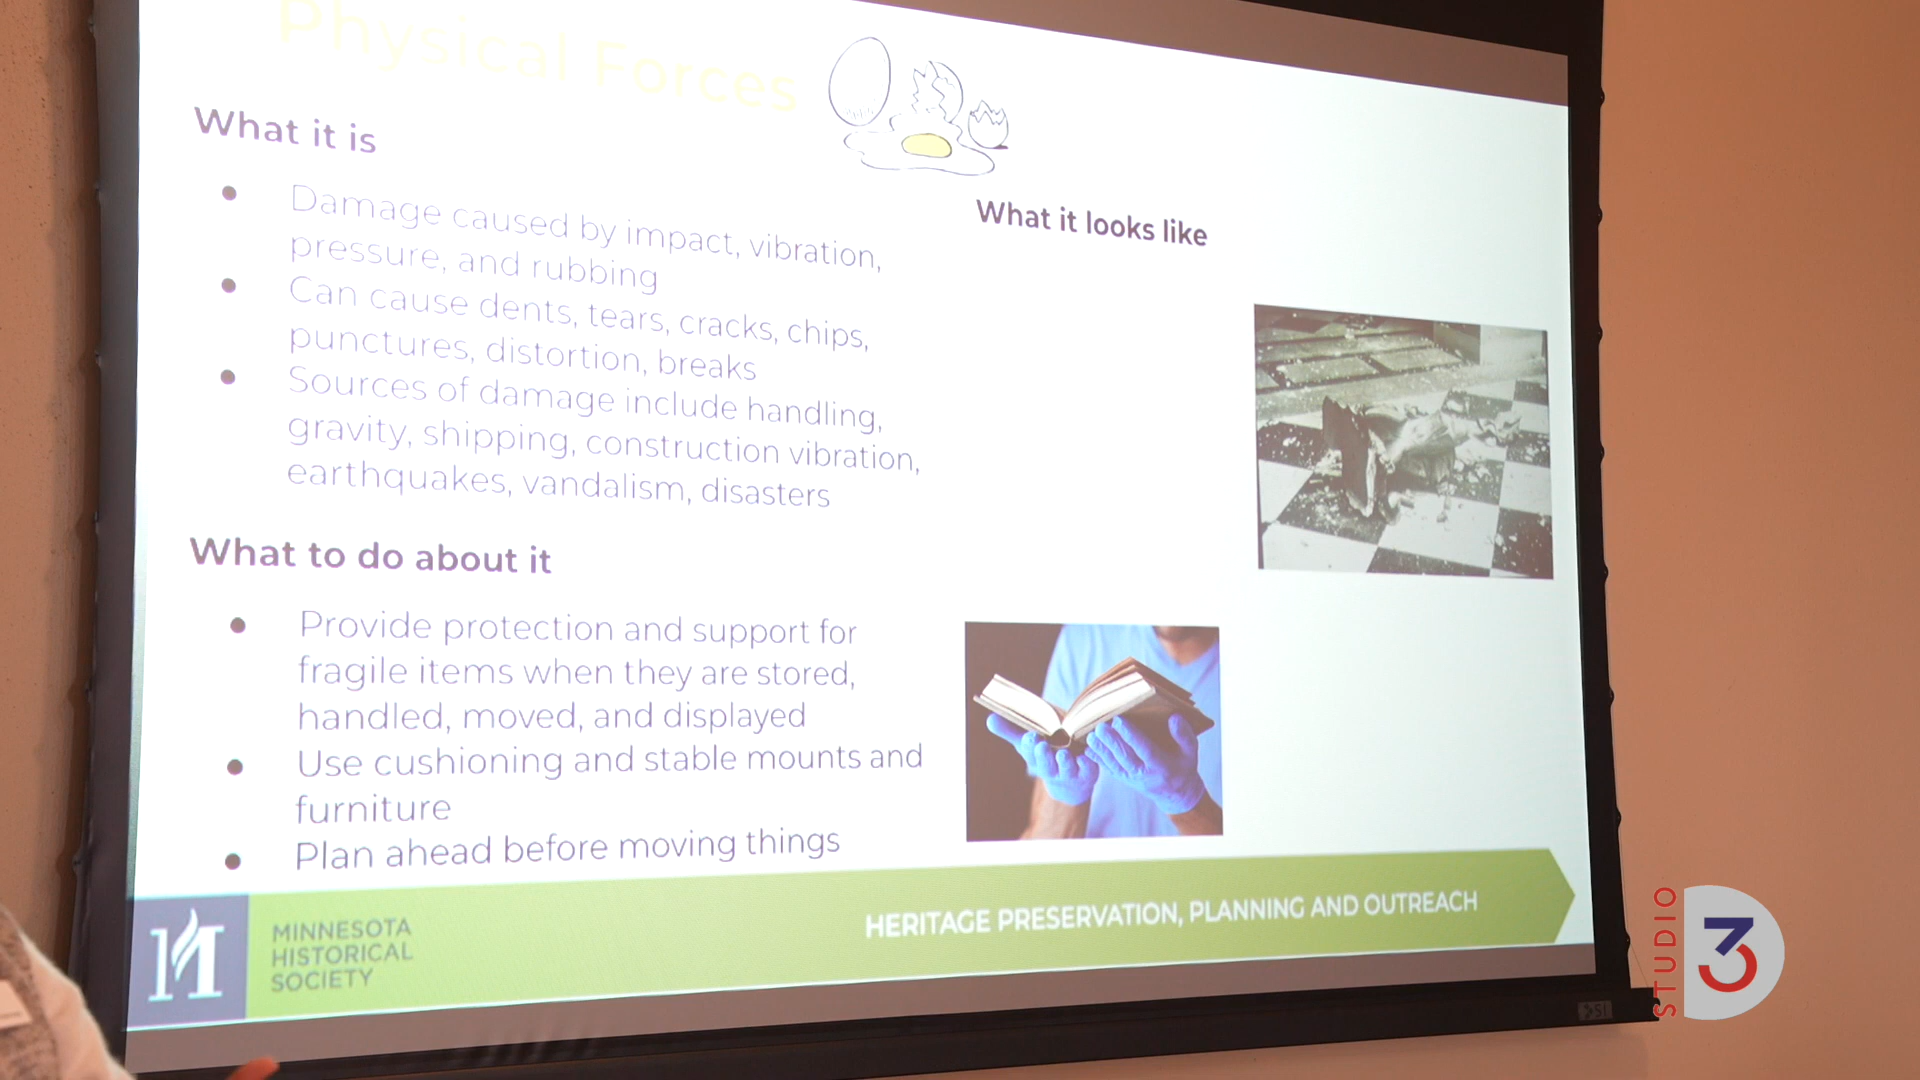 Physical Forces
What it is
Damage caused by impact, vibration,
pressure, and rubbing
Can cause dents, tears, cracks, chips,
punctures, distortion, breaks
Sources of damage include handling,
gravity, shipping, construction vibration,
earthquakes, vandalism, disasters
What to do about it
Provide protection and support for
fragile items when they are stored,
handled, moved, and displayed
Use cushioning and stable mounts and
furniture
Plan ahead before moving things
What it looks like
MINNESOTA
HISTORICAL
SOCIETY
HERITAGE PRESERVATION, PLANNING AND OUTREACH
STUDIO
3